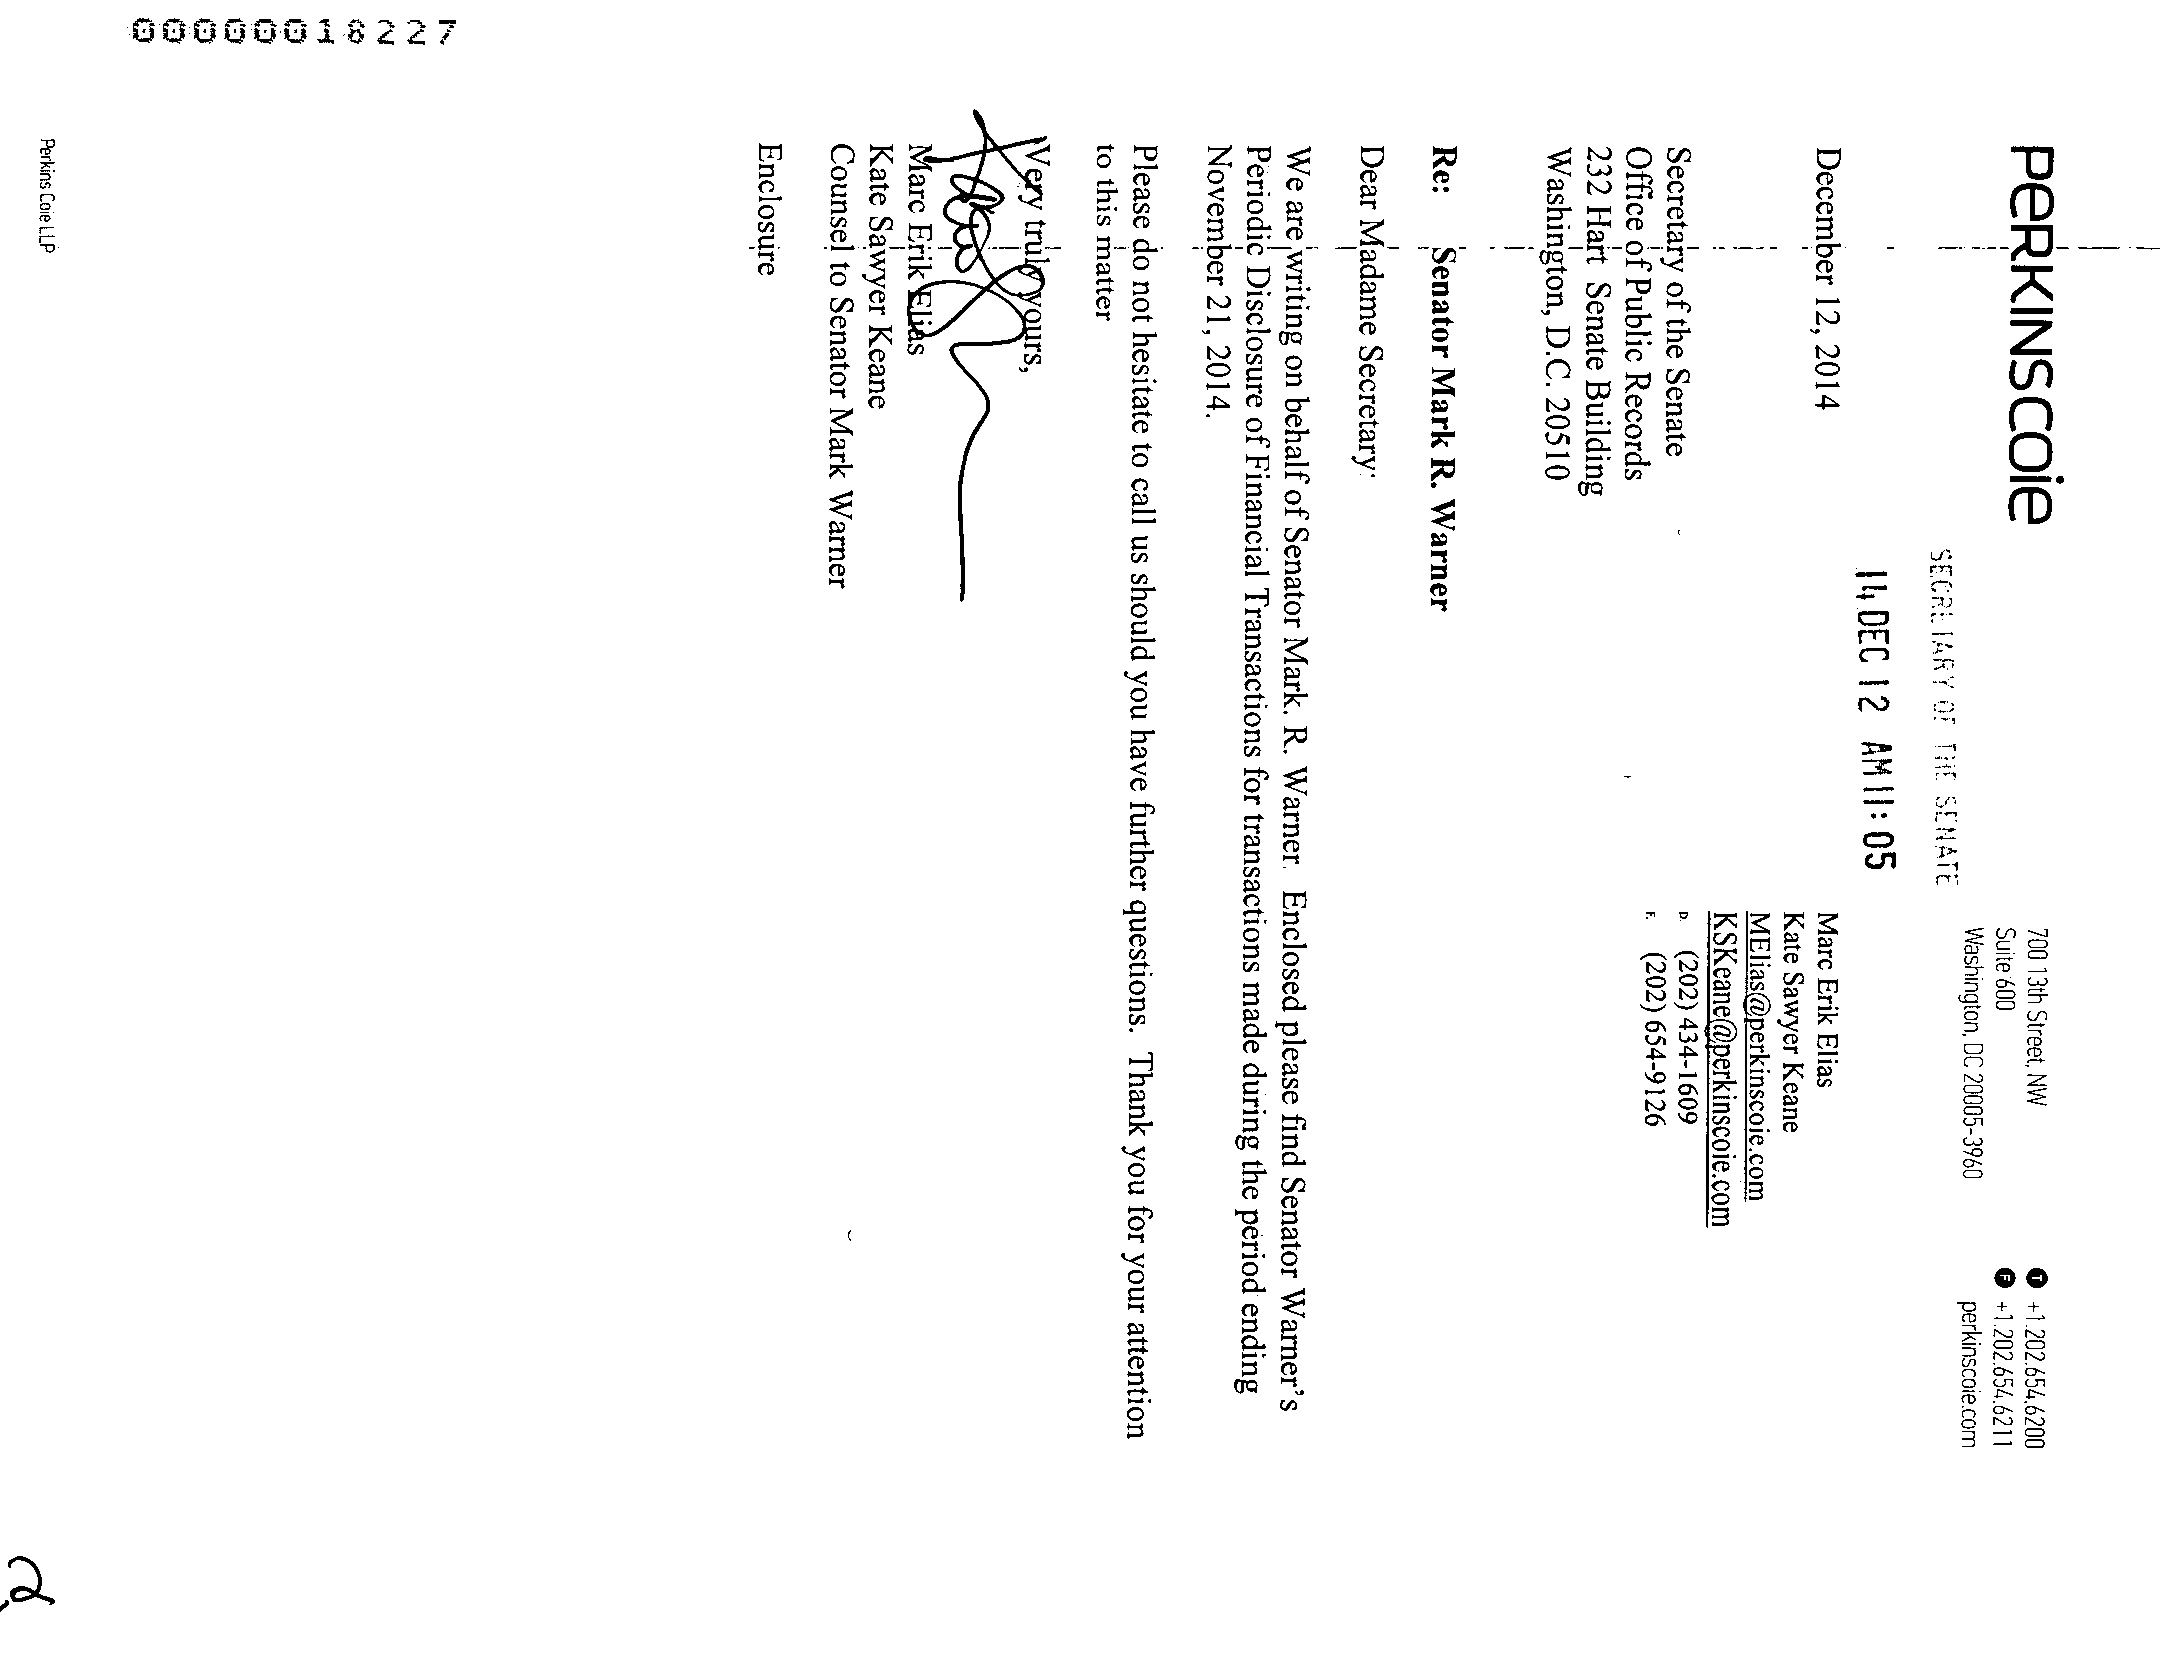 PERKINSCOIE
700 13th Street, NW
Suite 600
Washington, DC 20005-3960
T +1.202.654.6200
F +1.202.654.6211
perkinscoie.com
SECRETARY OF THE SENATE
14 DEC 12 AM 11:05
December 12, 2014
Marc Erik Elias
Kate Sawyer Keane
MElias@perkinscoie.com
KSKeane@perkinscoie.com
D. (202) 434-1609
F. (202) 654-9126
Secretary of the Senate
Office of Public Records
232 Hart Senate Building
Washington, D.C. 20510
Re: Senator Mark R. Warner
Dear Madame Secretary:
We are writing on behalf of Senator Mark. R. Warner. Enclosed please find Senator Warner's
Periodic Disclosure of Financial Transactions for transactions made during the period ending
November 21, 2014.
Please do not hesitate to call us should you have further questions. Thank you for your attention
to this matter
Very truly yours,
Marc Erik Elias
Kate Sawyer Keane
Counsel to Senator Mark Warner
Enclosure
Perkins Coie LLP
00000018227